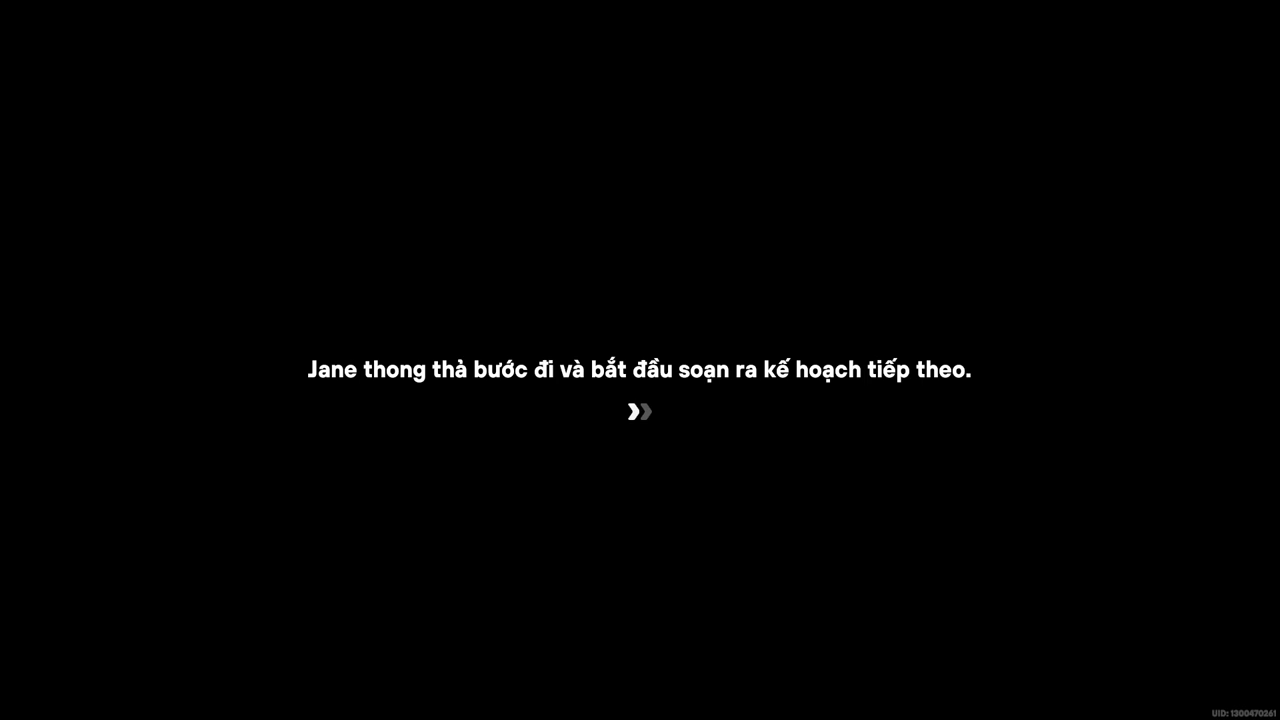 Jane thong thả bước đi và bắt đầu soạn ra kế hoạch tiếp theo.
UID: 1300470261